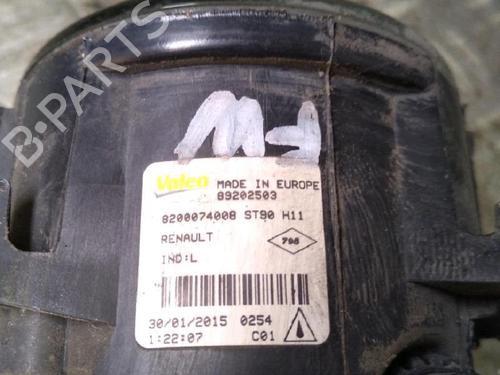 B-PARTS
Valeo MADE IN EUROPE
89202503
8200074008 ST90 H11
RENAULT
IND:L
30/01/2015 0254
1:22:07 C01